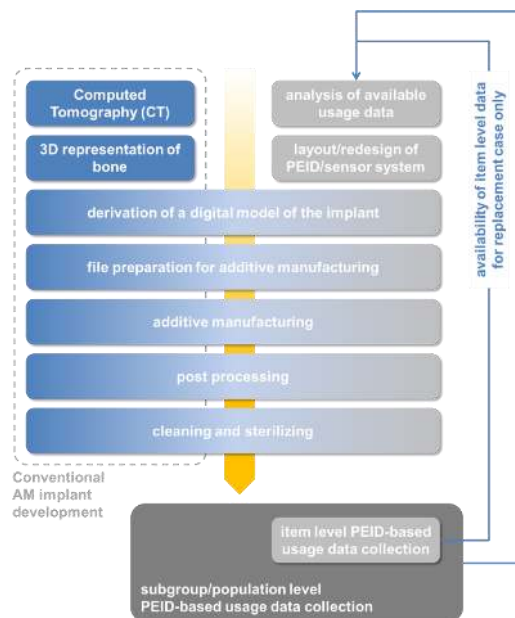 Computed
Tomography (CT)
analysis of available
usage data
3D representation of
bone
layout/redesign of
PEID/sensor system
derivation of a digital model of the implant
file preparation for additive manufacturing
additive manufacturing
post processing
cleaning and sterilizing
Conventional
AM implant
development
availability of item level data
for replacement case only
item level PEID-based
usage data collection
subgroup/population level
PEID-based usage data collection